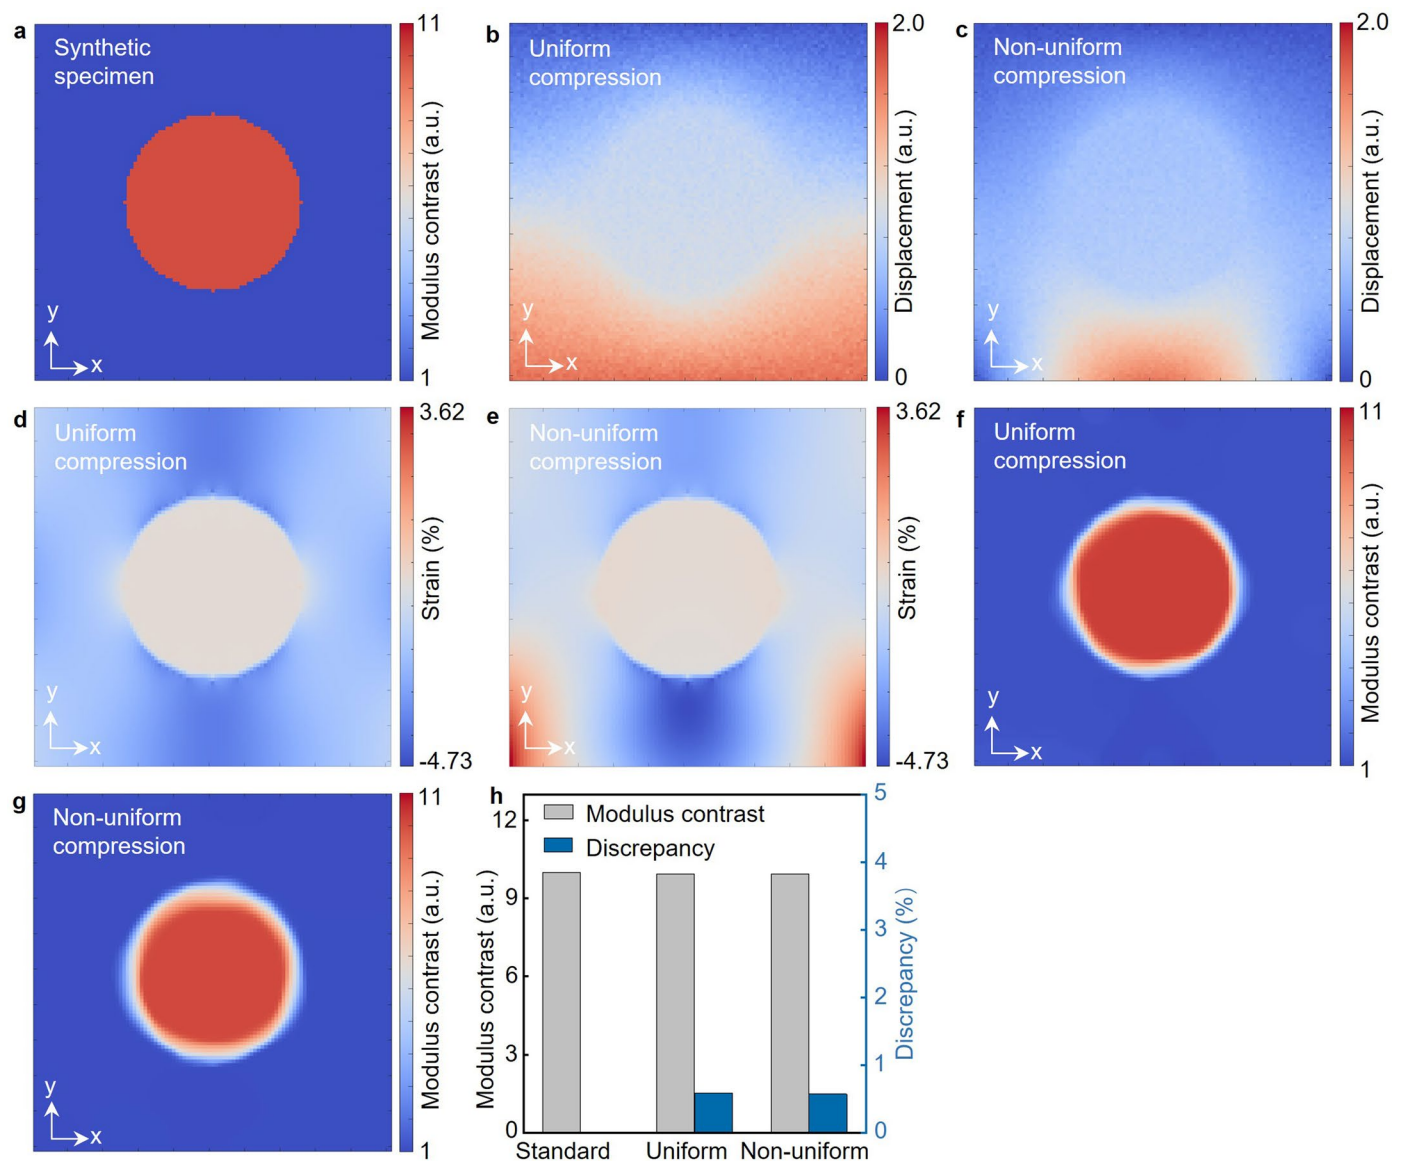 a
Synthetic
specimen
y
x
11
Modulus contrast (a.u.)
1
b
Uniform
compression
y
x
2.0
Displacement (a.u.)
0
c
Non-uniform
compression
y
x
2.0
Displacement (a.u.)
0
d
Uniform
compression
y
x
3.62
Strain (%)
-4.73
e
Non-uniform
compression
y
x
3.62
Strain (%)
-4.73
f
Uniform
compression
y
x
11
Modulus contrast (a.u.)
1
g
Non-uniform
compression
y
x
11
Modulus contrast (a.u.)
1
h
Modulus contrast
Discrepancy
Modulus contrast (a.u.)
12
9
6
3
0
5
4
3
2
1
0
Discrepancy (%)
Standard Uniform Non-uniform